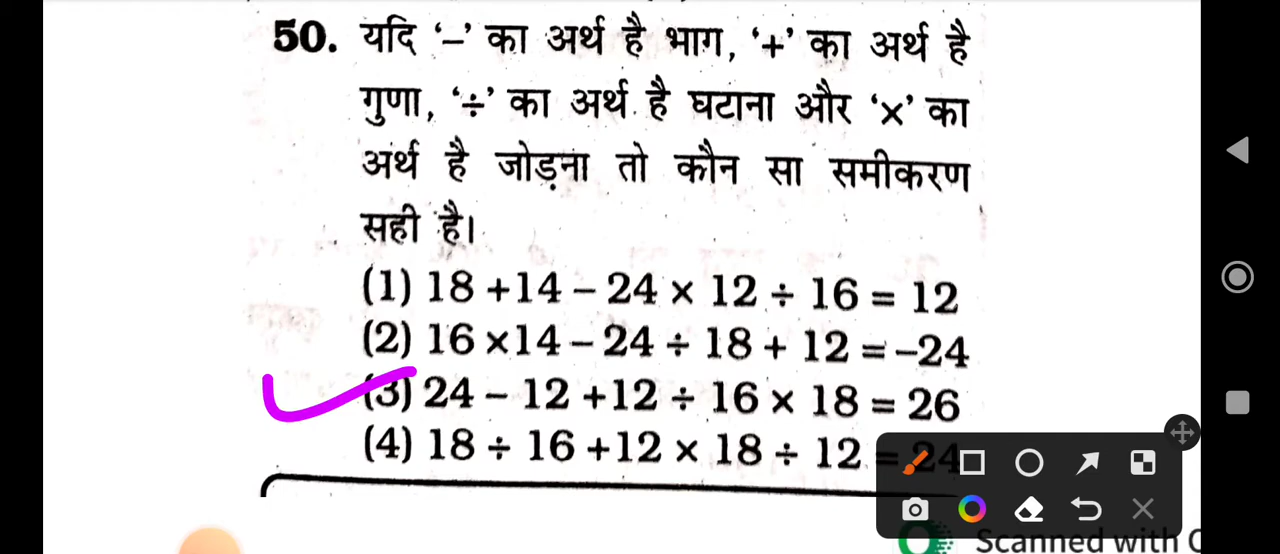 50. यदि ‘–’ का अर्थ है भाग, ‘+’ का अर्थ है
गुणा, ‘÷’ का अर्थ है घटाना और ‘×’ का
अर्थ है जोड़ना तो कौन सा समीकरण
सही है।
(1) 18 +14 – 24 × 12 ÷ 16 = 12
(2) 16 ×14 – 24 ÷ 18 + 12 = –24
(3) 24 – 12 +12 ÷ 16 × 18 = 26
(4) 18 ÷ 16 +12 × 18 ÷ 12 = 24
Scanned with